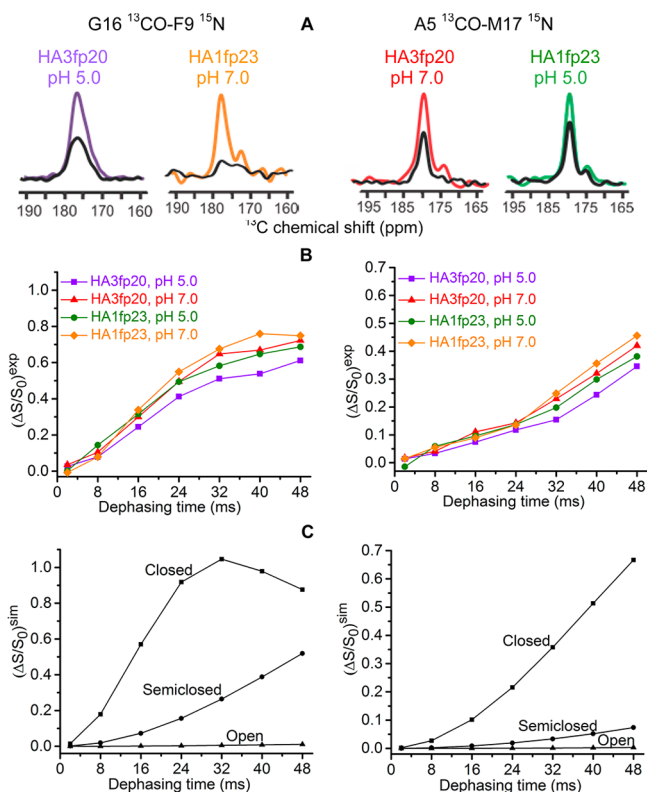 G16 ¹³CO-F9 ¹⁵N
A
A5 ¹³CO-M17 ¹⁵N
HA3fp20
pH 5.0
HA1fp23
pH 7.0
HA3fp20
pH 7.0
HA1fp23
pH 5.0
190 180 170 160
190 180 170 160
195 185 175 165
195 185 175 165
¹³C chemical shift (ppm)
B
(ΔS/S₀)ᵉˣᵖ
1.0
0.8
0.6
0.4
0.2
0.0
HA3fp20, pH 5.0
HA3fp20, pH 7.0
HA1fp23, pH 5.0
HA1fp23, pH 7.0
0 8 16 24 32 40 48
Dephasing time (ms)
(ΔS/S₀)ᵉˣᵖ
0.7
0.6
0.5
0.4
0.3
0.2
0.1
0.0
HA3fp20, pH 5.0
HA3fp20, pH 7.0
HA1fp23, pH 5.0
HA1fp23, pH 7.0
0 8 16 24 32 40 48
Dephasing time (ms)
C
(ΔS/S₀)ˢⁱᵐ
1.0
0.8
0.6
0.4
0.2
0.0
Closed
Semiclosed
Open
0 8 16 24 32 40 48
Dephasing time (ms)
(ΔS/S₀)ˢⁱᵐ
0.7
0.6
0.5
0.4
0.3
0.2
0.1
0.0
Closed
Semiclosed
Open
0 8 16 24 32 40 48
Dephasing time (ms)